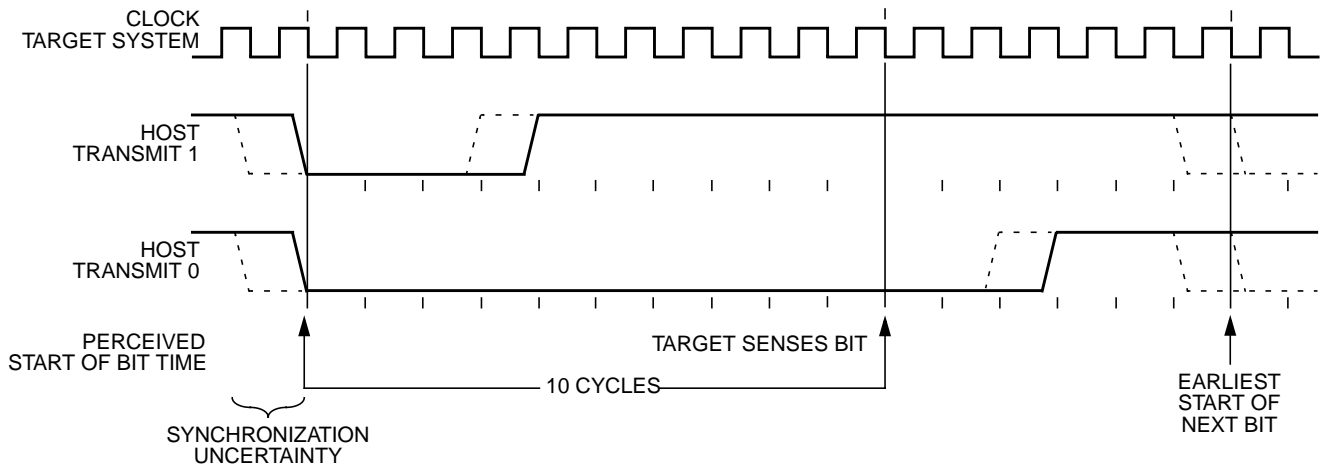 CLOCK
TARGET SYSTEM
HOST
TRANSMIT 1
HOST
TRANSMIT 0
PERCEIVED
START OF BIT TIME
TARGET SENSES BIT
10 CYCLES
EARLIEST
START OF
NEXT BIT
SYNCHRONIZATION
UNCERTAINTY